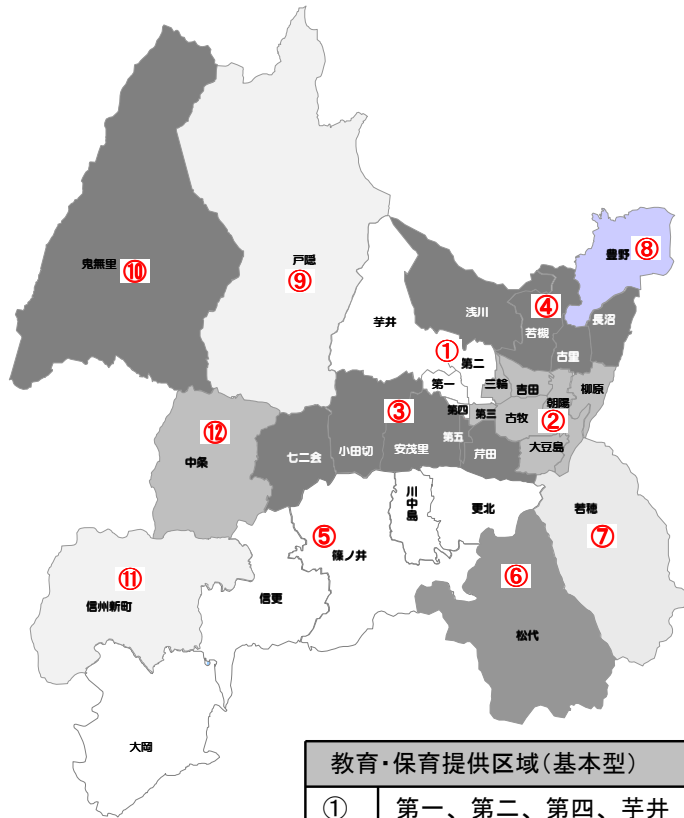 豊野 ⑧
鬼無里 ⑩
戸隠
⑨
浅川
④
長沼
芋井
若槻
①
古里
第二
第一
三輪
吉田
柳原
朝陽
③
第四
第三
古牧
②
⑫
第五
大豆島
中条
七二会
小田切
安茂里
芹田
川中島
更北
若穂
⑤
⑦
篠ノ井
⑥
⑪
信州新町
信更
松代
大岡
教育・保育提供区域(基本型)
① 第一、第二、第四、芋井